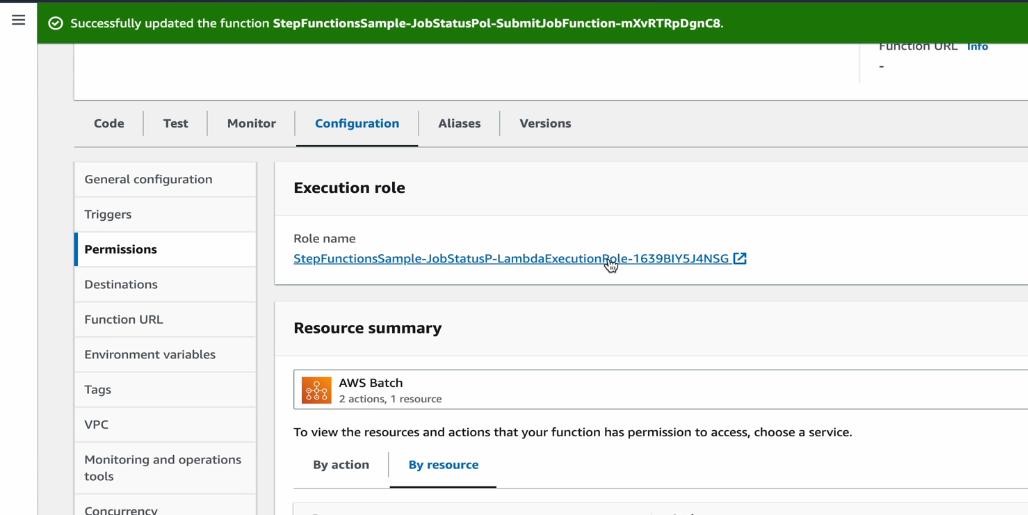 Successfully updated the function StepFunctionsSample-JobStatusPol-SubmitJobFunction-mXvRTRpDgnC8.
Function URL Info
-
Code Test Monitor Configuration Aliases Versions
General configuration
Triggers
Permissions
Destinations
Function URL
Environment variables
Tags
VPC
Monitoring and operations
tools
Concurrency
Execution role
Role name
StepFunctionsSample-JobStatusP-LambdaExecutionRole-1639BIY5J4NSG
Resource summary
AWS Batch
2 actions, 1 resource
To view the resources and actions that your function has permission to access, choose a service.
By action By resource